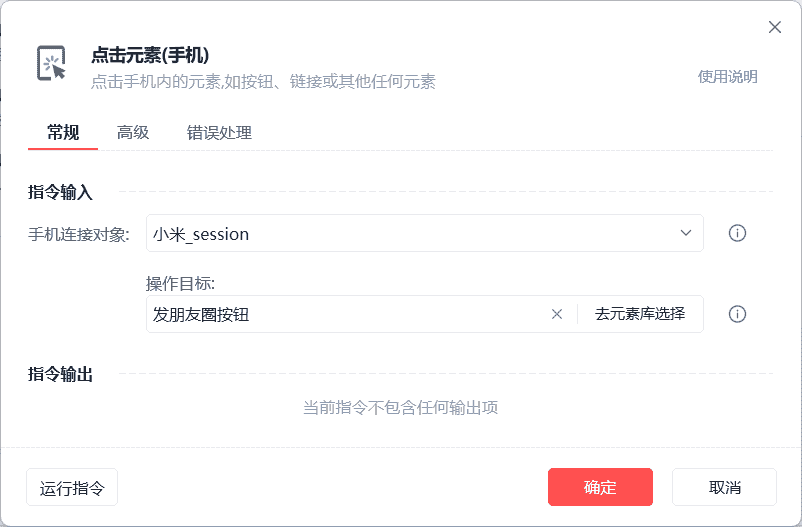 点击元素(手机)
点击手机内的元素,如按钮、链接或其他任何元素
使用说明
常规 高级 错误处理
指令输入
手机连接对象: 小米_session
操作目标:
发朋友圈按钮 去元素库选择
指令输出
当前指令不包含任何输出项
运行指令 确定 取消